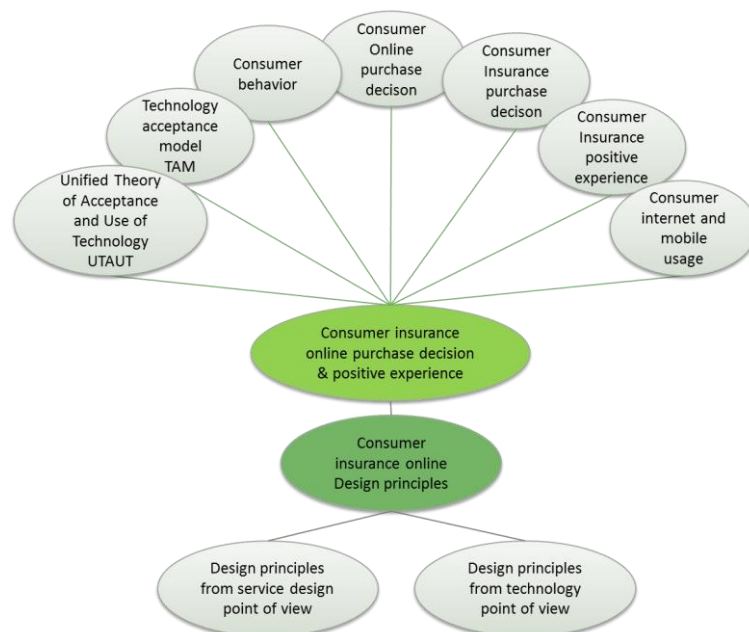 Consumer
Online
purchase
decison
Consumer
behavior
Consumer
Insurance
purchase
decison
Technology
acceptance
model
TAM
Consumer
Insurance
positive
experience
Unified Theory
of Acceptance
and Use of
Technology
UTAUT
Consumer
internet and
mobile
usage
Consumer insurance
online purchase decision
& positive experience
Consumer
insurance online
Design principles
Design principles
from service design
point of view
Design principles
from technology
point of view